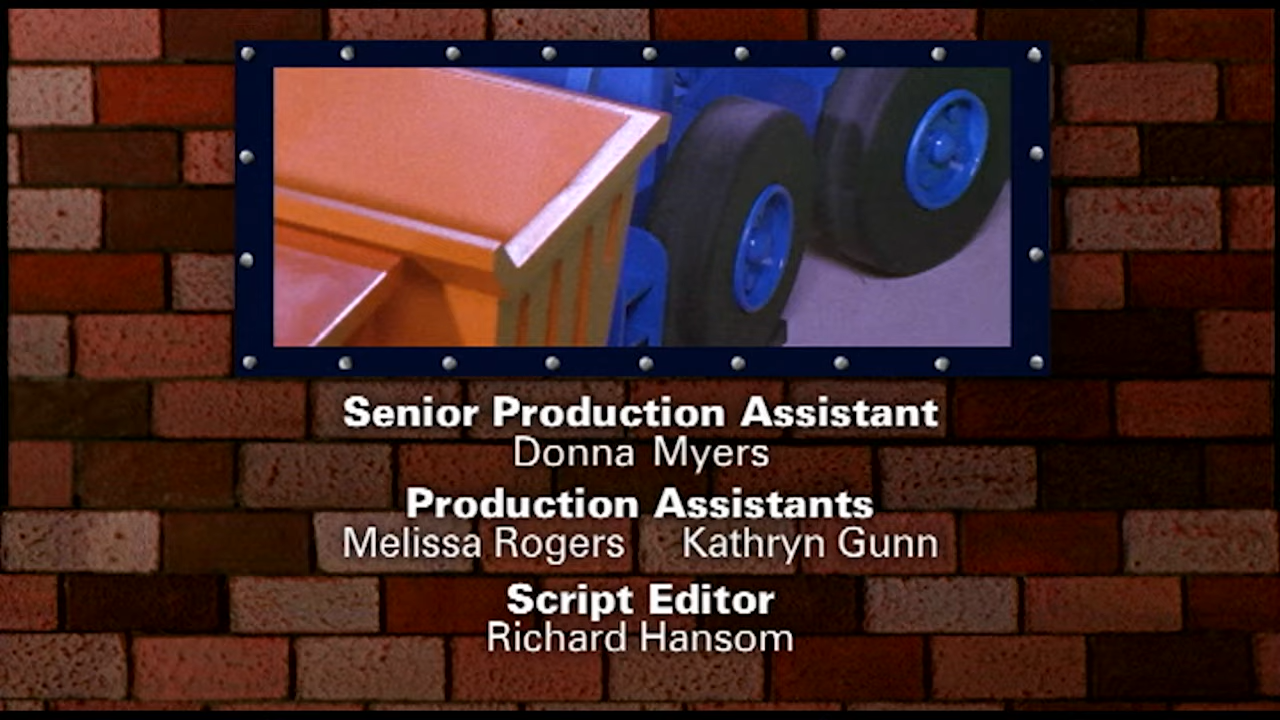 Senior Production Assistant
Donna Myers
Production Assistants
Melissa Rogers Kathryn Gunn
Script Editor
Richard Hansom